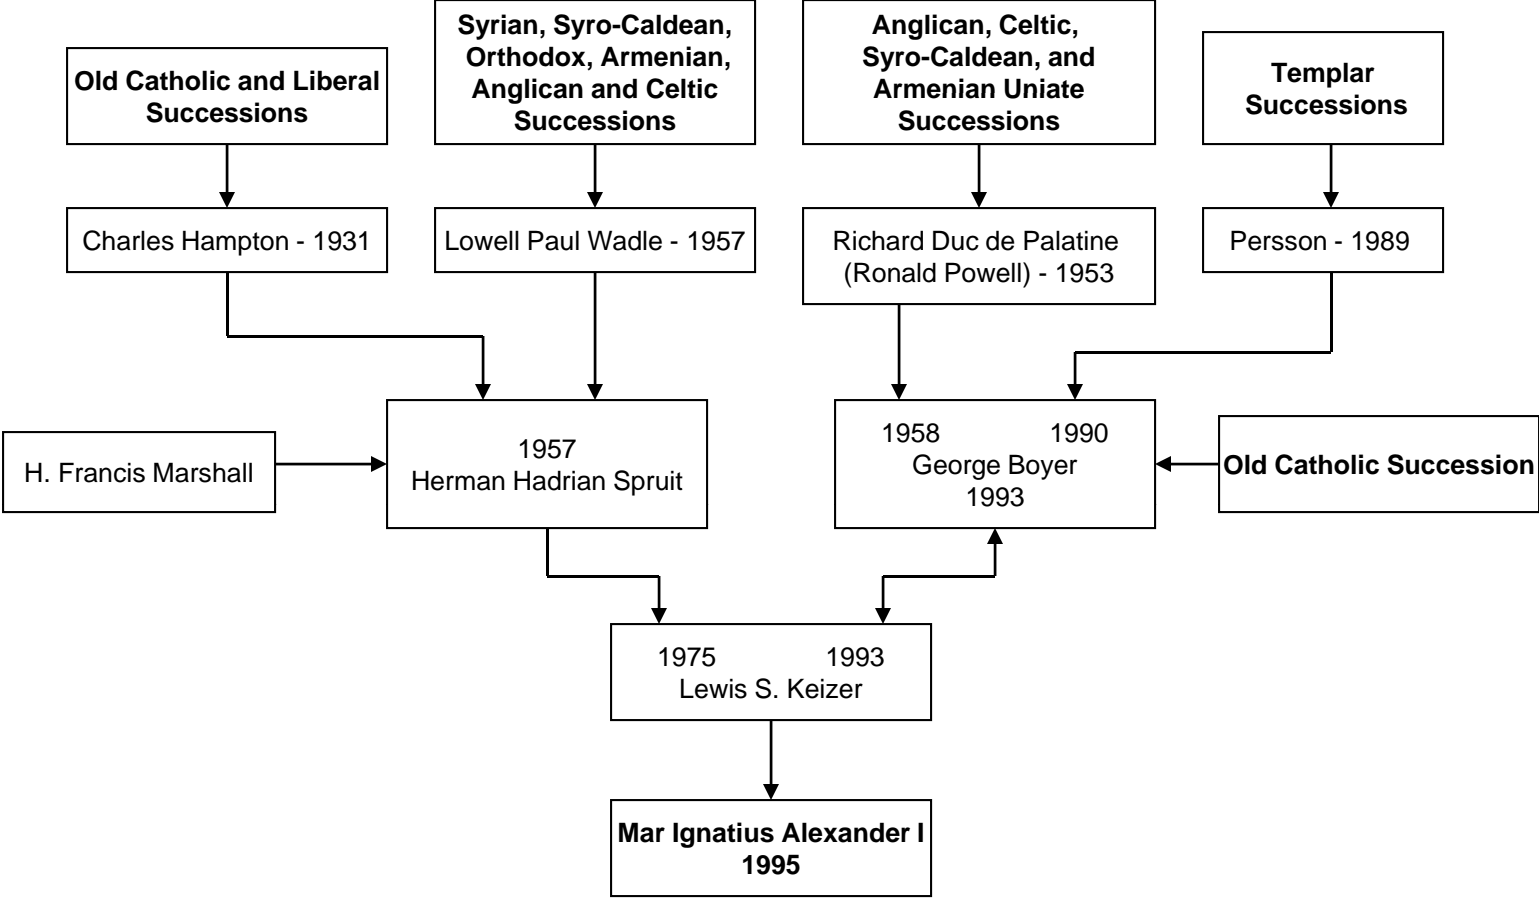 Old Catholic and Liberal
Successions
Syrian, Syro-Caldean,
Orthodox, Armenian,
Anglican and Celtic
Successions
Anglican, Celtic,
Syro-Caldean, and
Armenian Uniate
Successions
Templar
Successions
Charles Hampton - 1931
Lowell Paul Wadle - 1957
Richard Duc de Palatine
(Ronald Powell) - 1953
Persson - 1989
H. Francis Marshall
1957
Herman Hadrian Spruit
1958 1990
George Boyer
1993
Old Catholic Succession
1975 1993
Lewis S. Keizer
Mar Ignatius Alexander I
1995